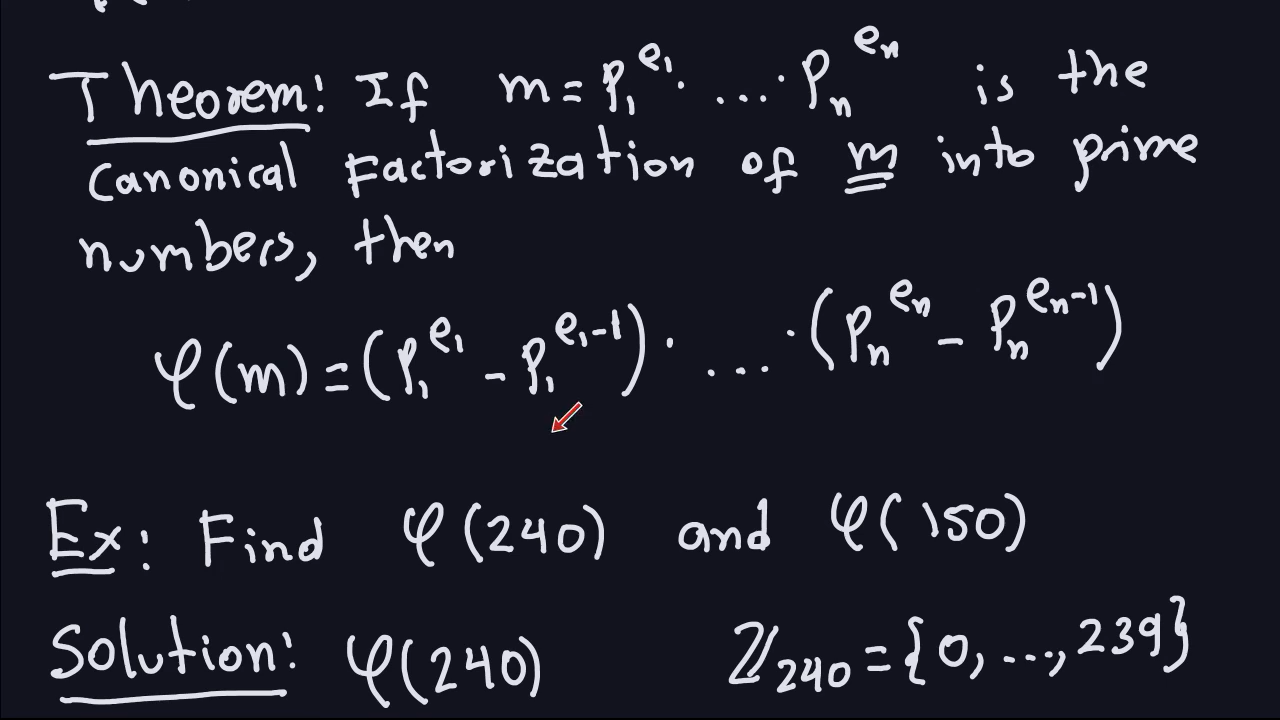 Theorem: If m = p₁^e₁ · ... · pₙ^eₙ is the
canonical factorization of m into prime
numbers, then
φ(m) = (p₁^e₁ - p₁^(e₁-1)) · ... · (pₙ^eₙ - pₙ^(eₙ-1))
Ex: Find φ(240) and φ(150)
Solution: φ(240) ℤ₂₄₀ = {0, ..., 239}